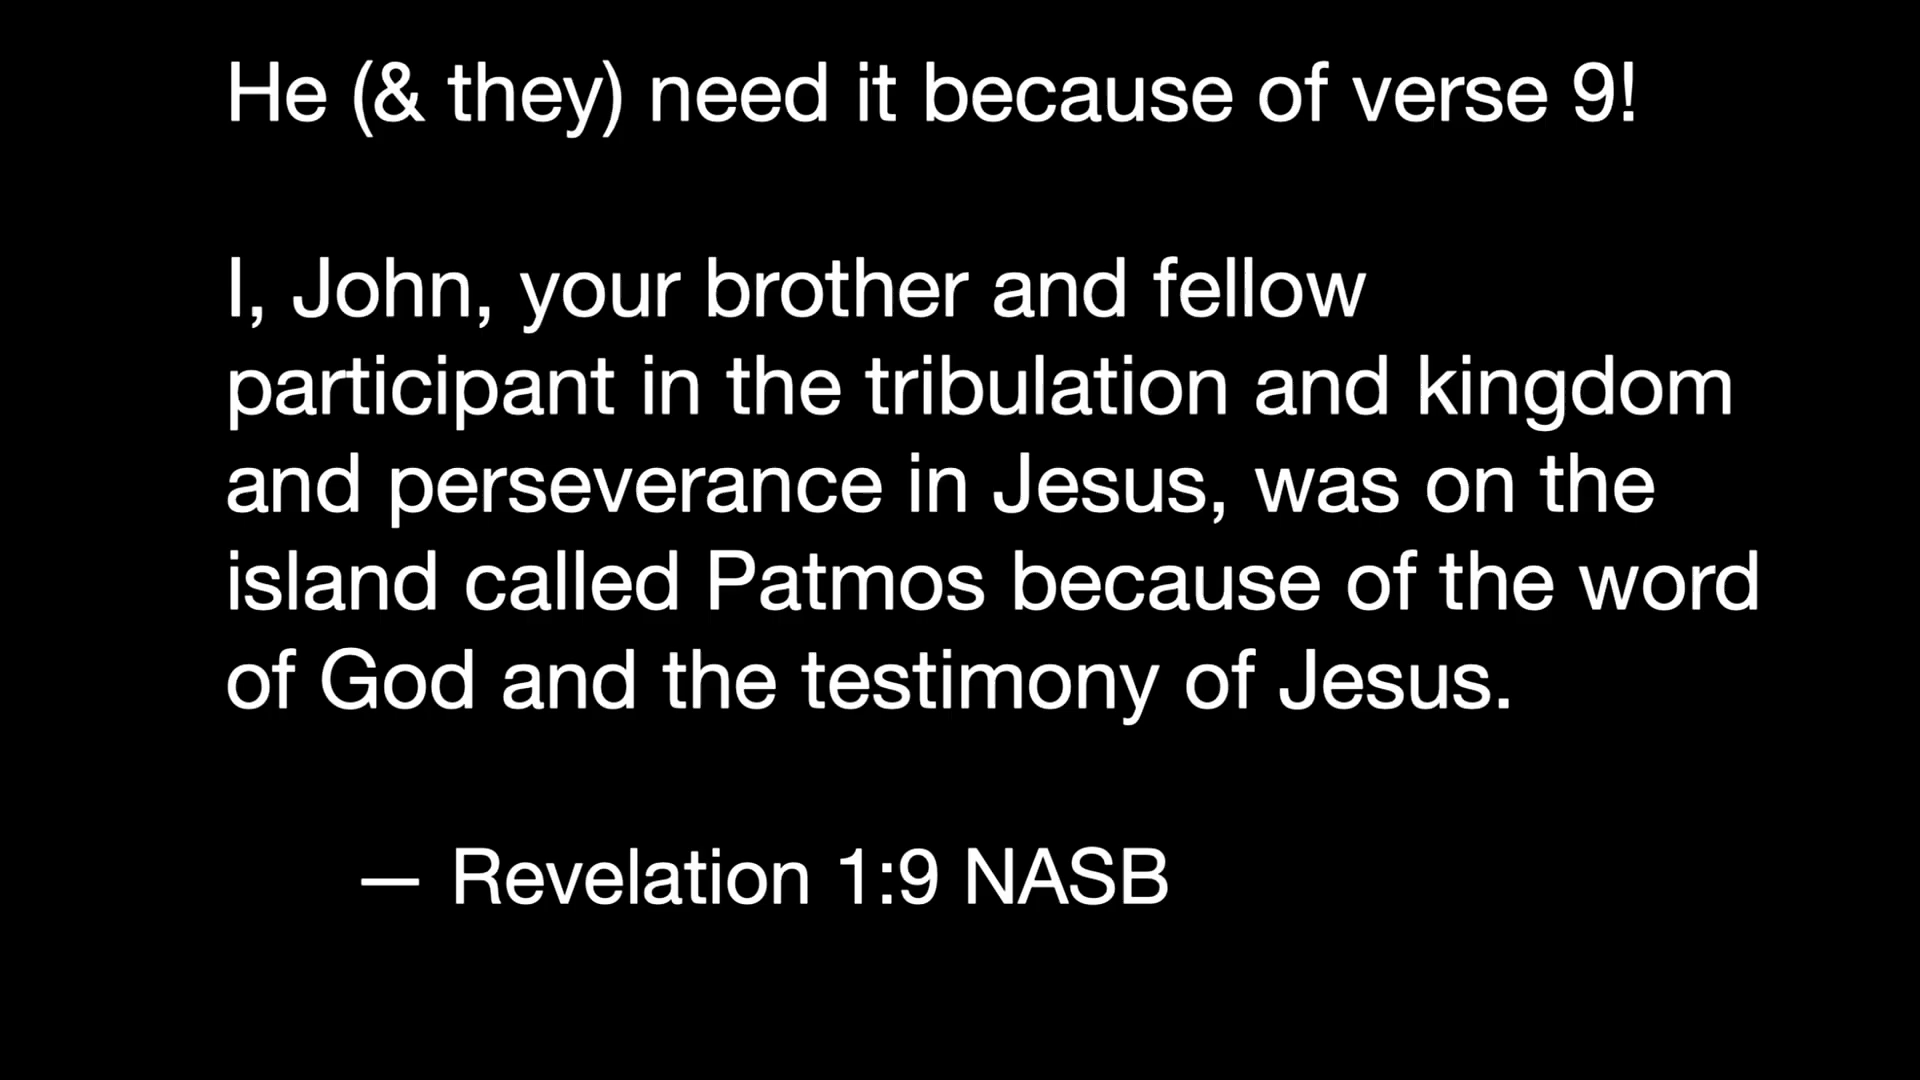 He (& they) need it because of verse 9!
I, John, your brother and fellow
participant in the tribulation and kingdom
and perseverance in Jesus, was on the
island called Patmos because of the word
of God and the testimony of Jesus.
— Revelation 1:9 NASB